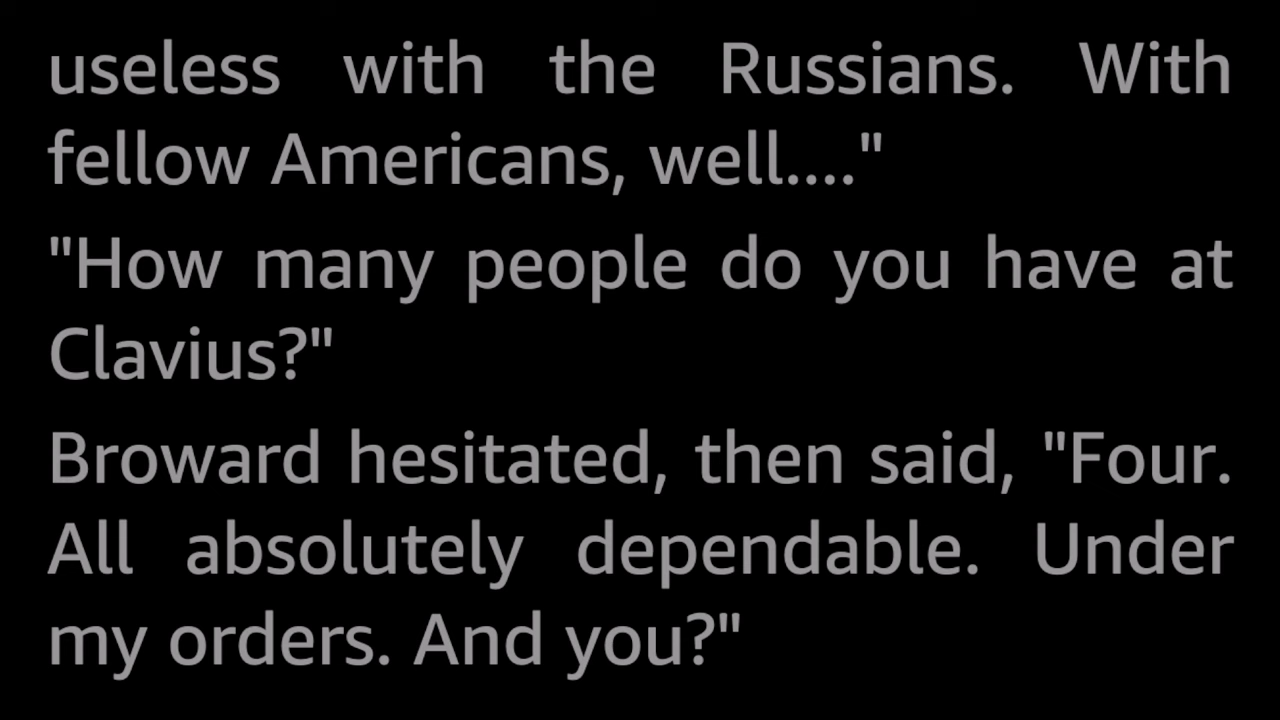 useless with the Russians. With
fellow Americans, well...."
"How many people do you have at
Clavius?"
Broward hesitated, then said, "Four.
All absolutely dependable. Under
my orders. And you?"